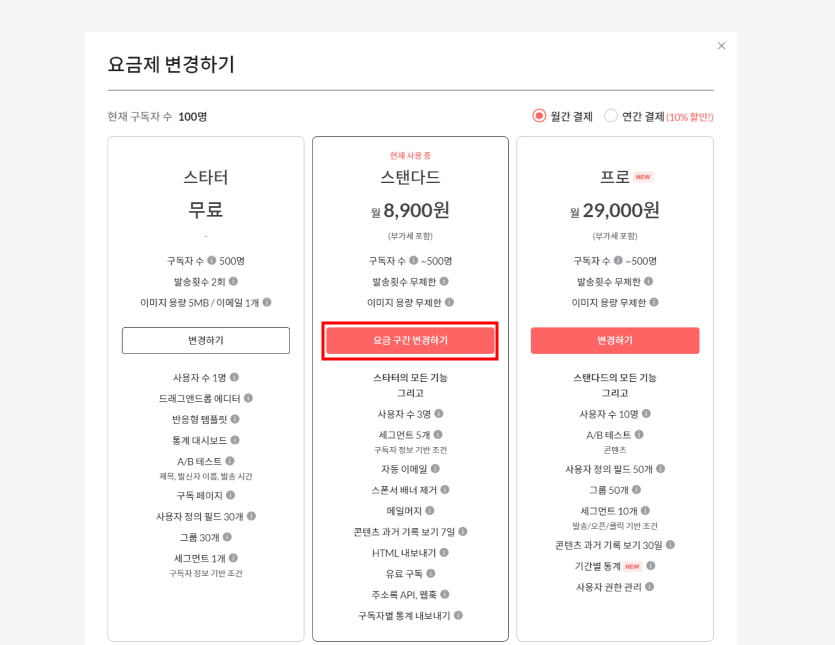 요금제 변경하기
현재 구독자 수 100명
월간 결제
연간 결제 (10% 할인!)
스타터
무료
-
구독자 수 500명
발송횟수 2회
이미지 용량 5MB / 이메일 1개
변경하기
사용자 수 1명
드래그앤드롭 에디터
반응형 템플릿
통계 대시보드
A/B 테스트
제목, 발신자 이름, 발송 시간
구독 페이지
사용자 정의 필드 30개
그룹 30개
세그먼트 1개
구독자 정보 기반 조건
현재 사용 중
스탠다드
월 8,900원
(부가세 포함)
구독자 수 ~500명
발송횟수 무제한
이미지 용량 무제한
요금 구간 변경하기
스타터의 모든 기능
그리고
사용자 수 3명
세그먼트 5개
구독자 정보 기반 조건
자동 이메일
스폰서 배너 제거
메일머지
콘텐츠 과거 기록 보기 7일
HTML 내보내기
유료 구독
주소록 API, 웹훅
구독자별 통계 내보내기
프로 NEW
월 29,000원
(부가세 포함)
구독자 수 ~500명
발송횟수 무제한
이미지 용량 무제한
변경하기
스탠다드의 모든 기능
그리고
사용자 수 10명
A/B 테스트
콘텐츠
사용자 정의 필드 50개
그룹 50개
세그먼트 10개
발송/오픈/클릭 기반 조건
콘텐츠 과거 기록 보기 30일
기간별 통계 NEW
사용자 권한 관리